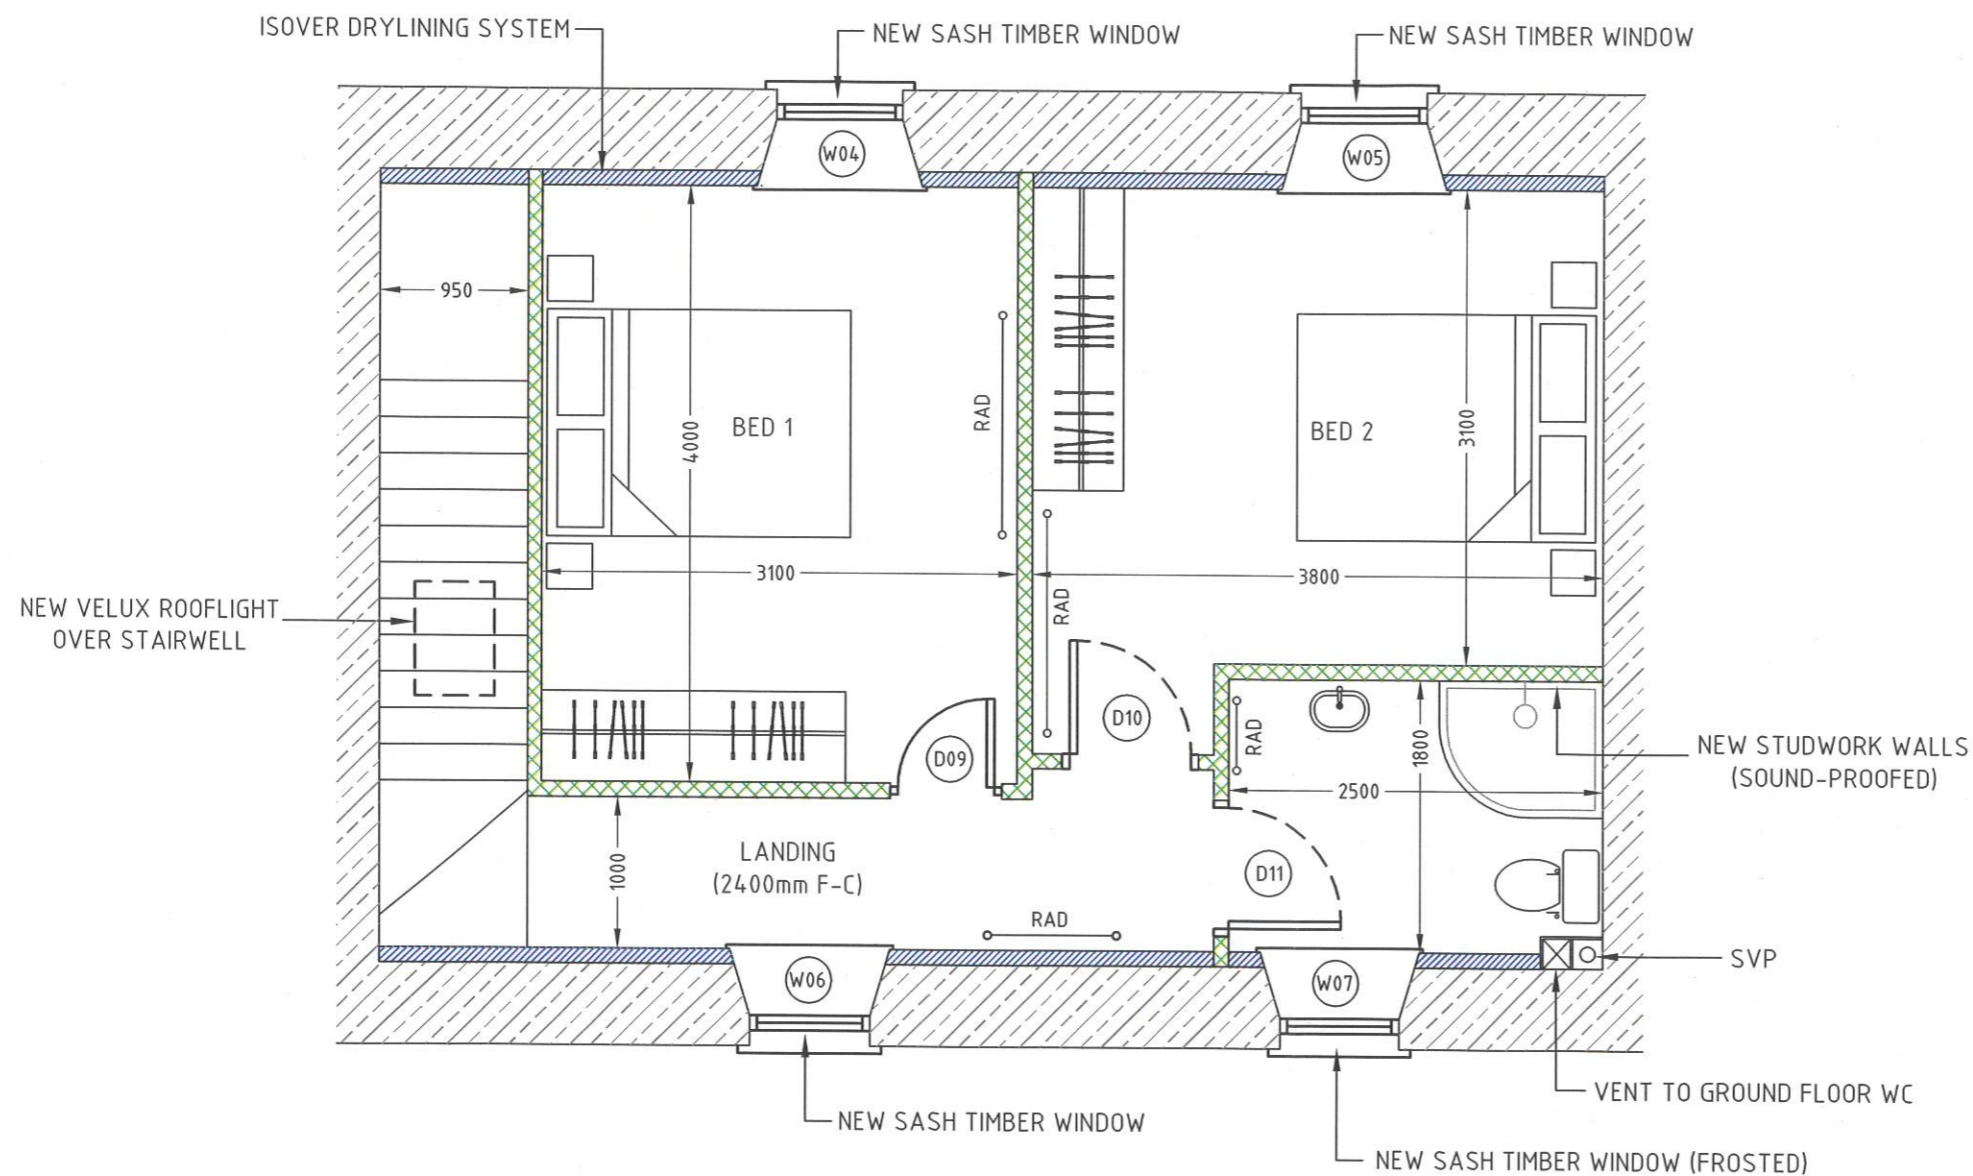 ISOVER DRYLINING SYSTEM
NEW SASH TIMBER WINDOW
NEW SASH TIMBER WINDOW
W04
W05
950
BED 1
4000
RAD
BED 2
3100
3100
3800
RAD
NEW VELUX ROOFLIGHT
OVER STAIRWELL
D09
D10
RAD
1800
2500
NEW STUDWORK WALLS
(SOUND-PROOFED)
1000
LANDING
(2400mm F-C)
D11
RAD
W06
W07
SVP
VENT TO GROUND FLOOR WC
NEW SASH TIMBER WINDOW
NEW SASH TIMBER WINDOW (FROSTED)